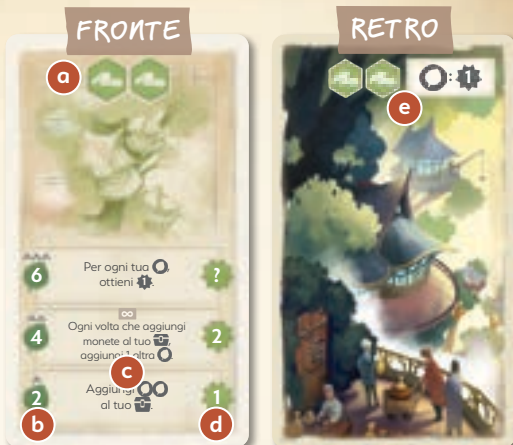 FRONTE
RETRO
a
e
: 1
6
Per ogni tua
ottieni 1.
?
∞
4
Ogni volta che aggiungi
monete al tuo
aggiungi 1 altra
2
c
2
Aggiungi
al tuo
1
b
d